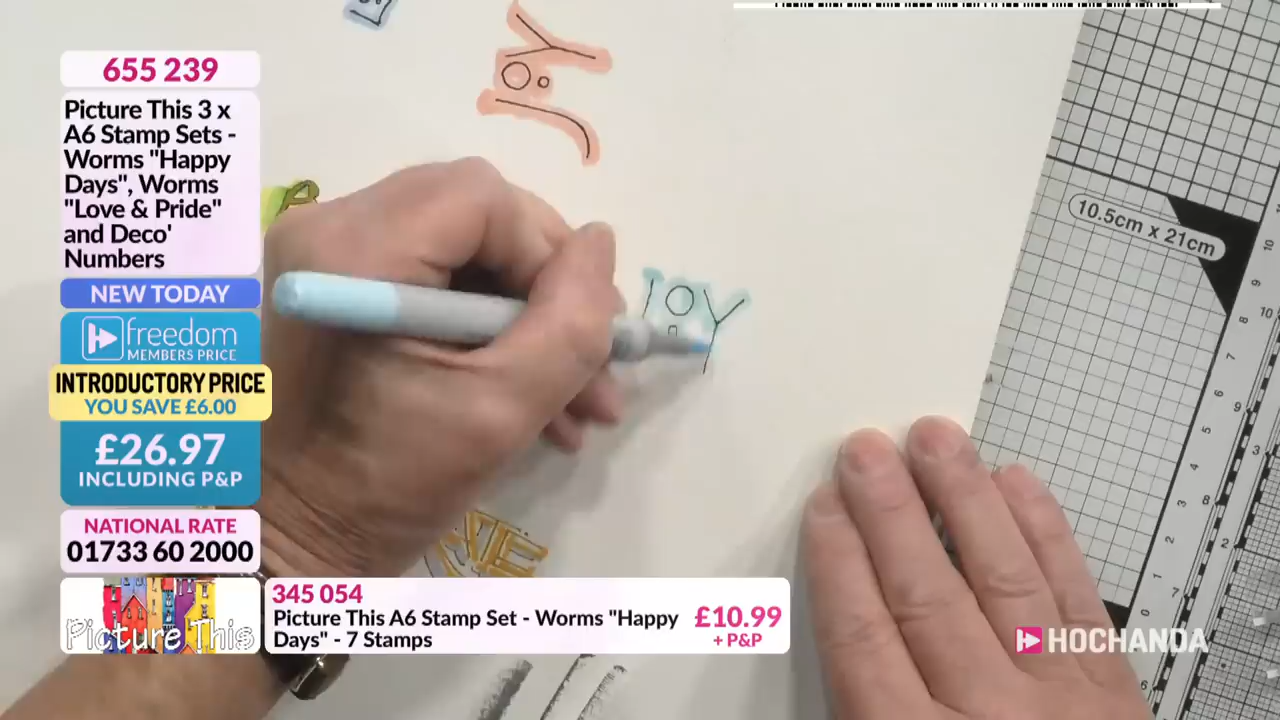 655 239
Picture This 3 x
A6 Stamp Sets -
Worms "Happy
Days", Worms
"Love & Pride"
and Deco'
Numbers
NEW TODAY
freedom
MEMBERS PRICE
INTRODUCTORY PRICE
YOU SAVE £6.00
£26.97
INCLUDING P&P
NATIONAL RATE
01733 60 2000
Picture This
345 054
Picture This A6 Stamp Set - Worms "Happy
Days" - 7 Stamps
£10.99
+ P&P
HOCHANDA
JOY
JOY
10.5cm x 21cm